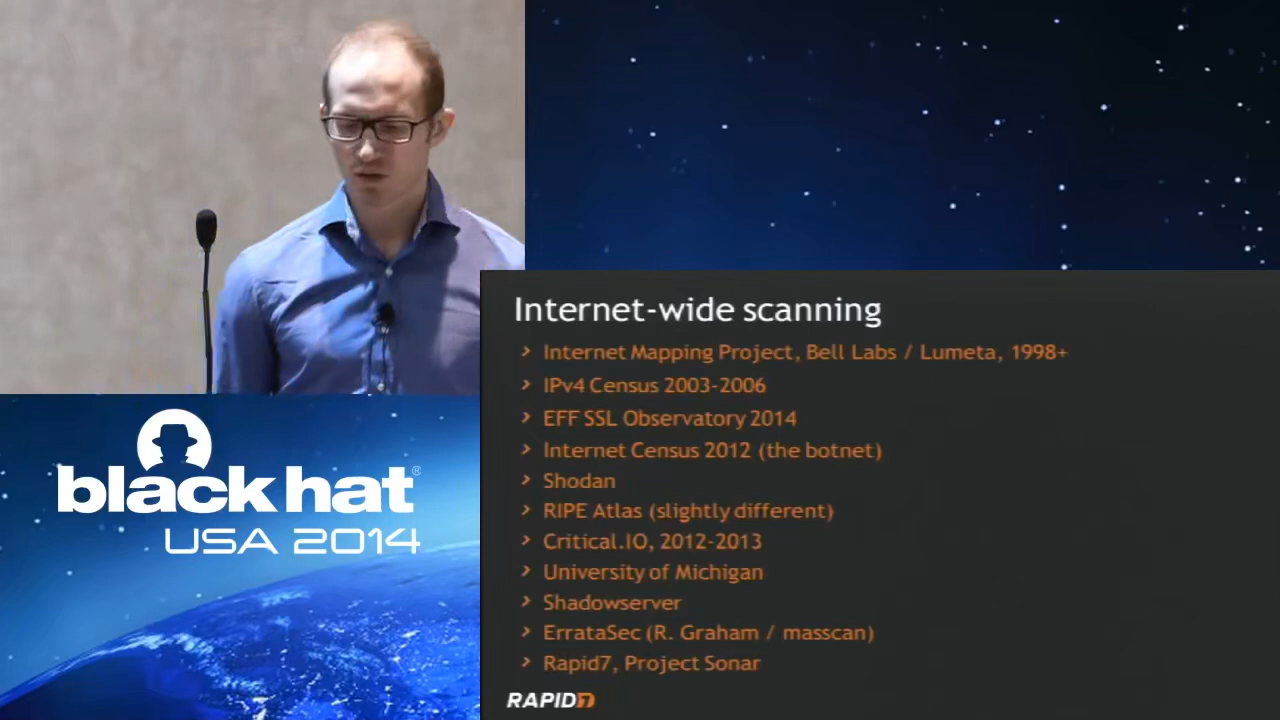 black hat®
USA 2014
Internet-wide scanning
› Internet Mapping Project, Bell Labs / Lumeta, 1998+
› IPv4 Census 2003-2006
› EFF SSL Observatory 2014
› Internet Census 2012 (the botnet)
› Shodan
› RIPE Atlas (slightly different)
› Critical.IO, 2012-2013
› University of Michigan
› Shadowserver
› ErrataSec (R. Graham / masscan)
› Rapid7, Project Sonar
RAPID7